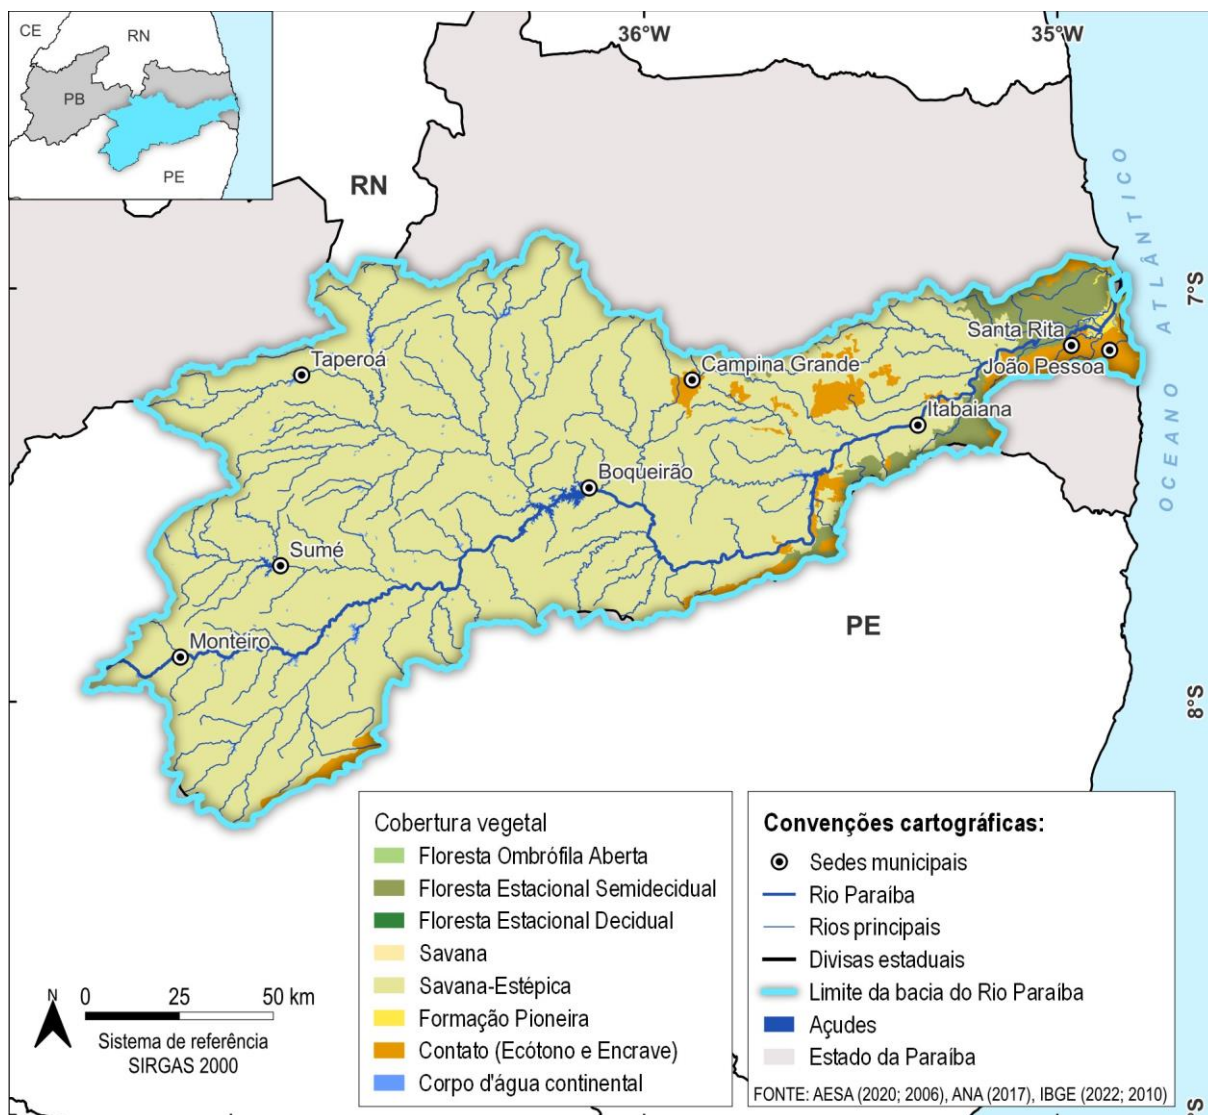 CE
RN
PB
PE
36°W
35°W
RN
OCEANO ATLÂNTICO
7°S
Santa Rita
Taperoá
Campina Grande
João Pessoa
Itabaiana
Boqueirão
Sumé
PE
Monteiro
8°S
Cobertura vegetal
Floresta Ombrófila Aberta
Floresta Estacional Semidecidual
Floresta Estacional Decidual
Savana
Savana-Estépica
Formação Pioneira
Contato (Ecótono e Encrave)
Corpo d'água continental
Convenções cartográficas:
Sedes municipais
Rio Paraíba
Rios principais
Divisas estaduais
Limite da bacia do Rio Paraíba
Açudes
Estado da Paraíba
FONTE: AESA (2020; 2006), ANA (2017), IBGE (2022; 2010)
N
0 25 50 km
Sistema de referência
SIRGAS 2000